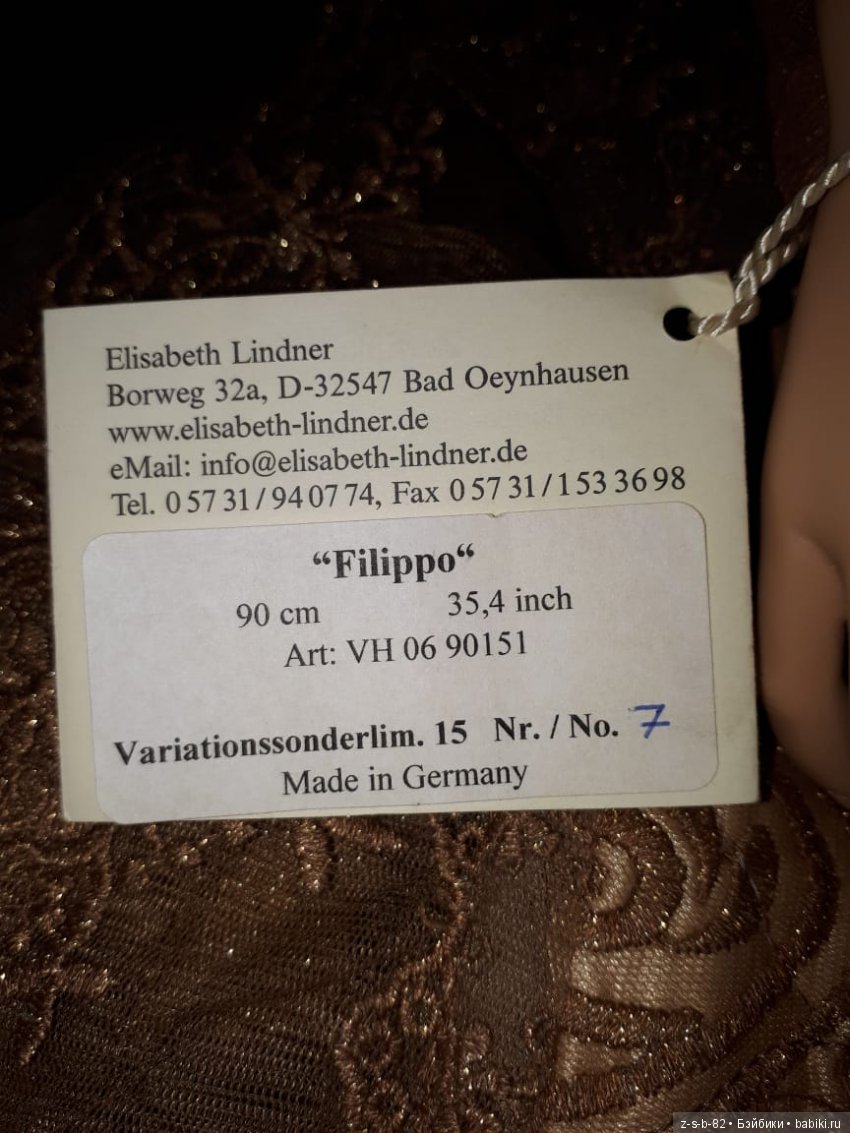 Elisabeth Lindner
Borweg 32a, D-32547 Bad Oeynhausen
www.elisabeth-lindner.de
eMail: info@elisabeth-lindner.de
Tel. 0 57 31 / 94 07 74, Fax 0 57 31 / 1 53 36 98
“Filippo“
90 cm 35,4 inch
Art: VH 06 90151
Variationssonderlim. 15 Nr. / No. 7
Made in Germany
z-s-b-82 • Бэйбики • babiki.ru